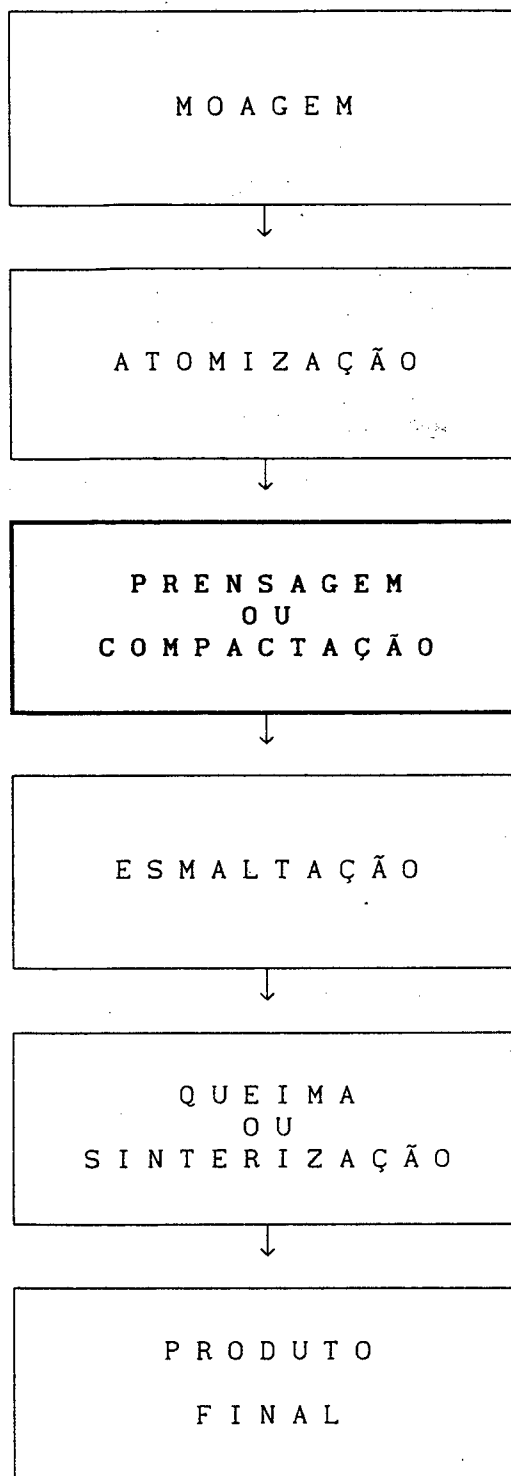 MOAGEM
ATOMIZAÇÃO
PRENSAGEM
OU
COMPACTAÇÃO
ESMALTAÇÃO
QUEIMA
OU
SINTERIZAÇÃO
PRODUTO
FINAL